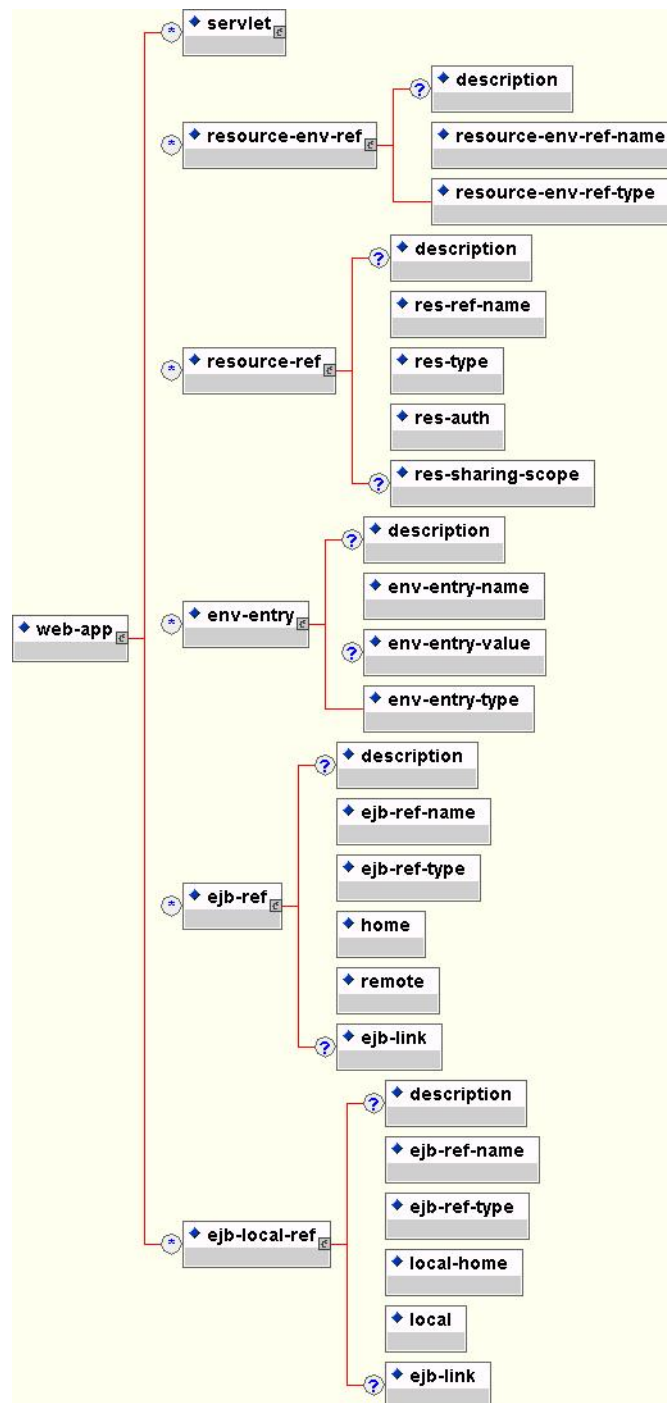 servlet
description
resource-env-ref
resource-env-ref-name
resource-env-ref-type
description
res-ref-name
resource-ref
res-type
res-auth
res-sharing-scope
description
env-entry-name
web-app
env-entry
env-entry-value
env-entry-type
description
ejb-ref-name
ejb-ref-type
ejb-ref
home
remote
ejb-link
description
ejb-ref-name
ejb-ref-type
ejb-local-ref
local-home
local
ejb-link